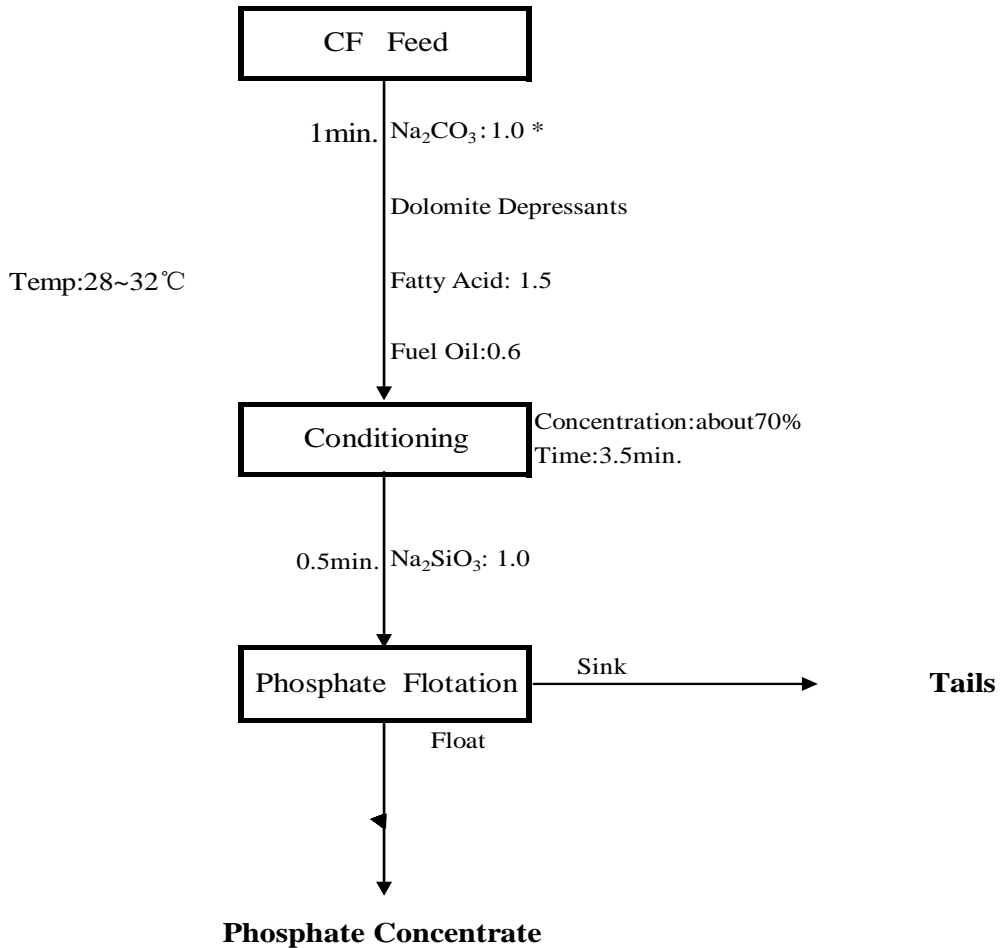 CF Feed
1min. Na₂CO₃:1.0 *
Dolomite Depressants
Temp:28~32℃
Fatty Acid: 1.5
Fuel Oil:0.6
Conditioning
Concentration:about70%
Time:3.5min.
0.5min. Na₂SiO₃: 1.0
Phosphate Flotation
Sink
Tails
Float
Phosphate Concentrate